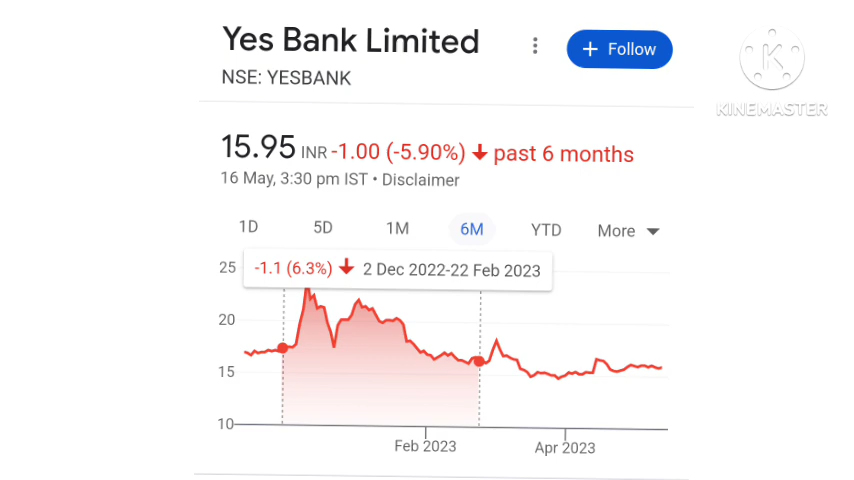 Yes Bank Limited
+ Follow
NSE: YESBANK
K
KINEMASTER
15.95 INR -1.00 (-5.90%) past 6 months
16 May, 3:30 pm IST • Disclaimer
1D 5D 1M 6M YTD More
25
-1.1 (6.3%) 2 Dec 2022-22 Feb 2023
20
15
10
Feb 2023 Apr 2023